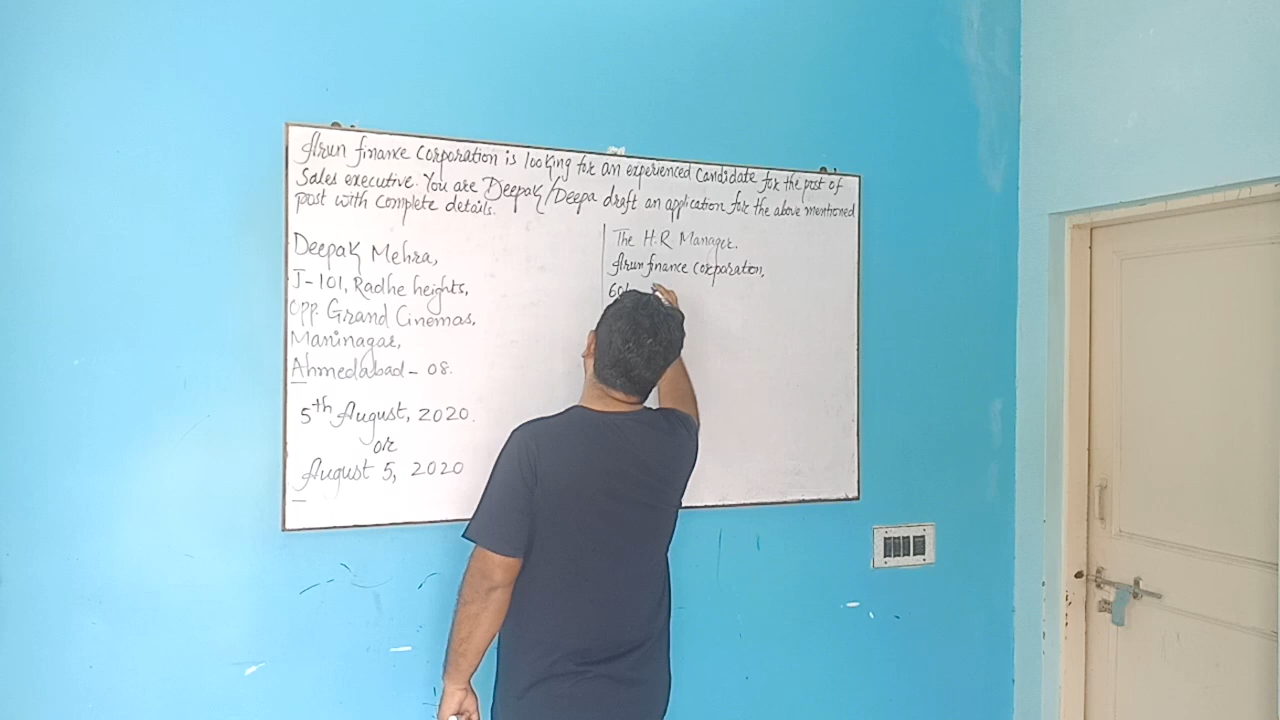 Arun finance Corporation is looking for an experienced Candidate for the post of
Sales executive. You are Deepak/Deepa draft an application for the above mentioned
post with complete details.
Deepak Mehra,
J-101, Radhe heights,
Opp. Grand Cinemas,
Maninagar,
Ahmedabad - 08.
5th August, 2020.
or
August 5, 2020
The H.R Manager.
Arun finance corporation,